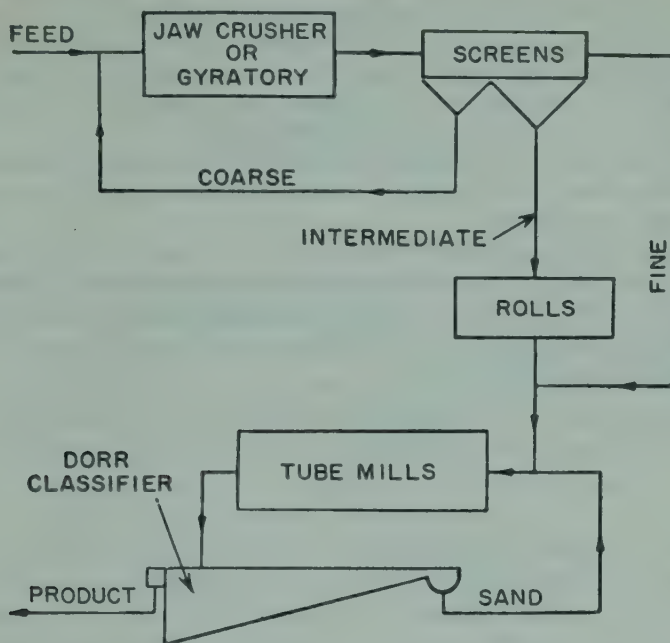 FEED
JAW CRUSHER
OR
GYRATORY
SCREENS
COARSE
INTERMEDIATE
FINE
ROLLS
TUBE MILLS
DORR
CLASSIFIER
PRODUCT
SAND